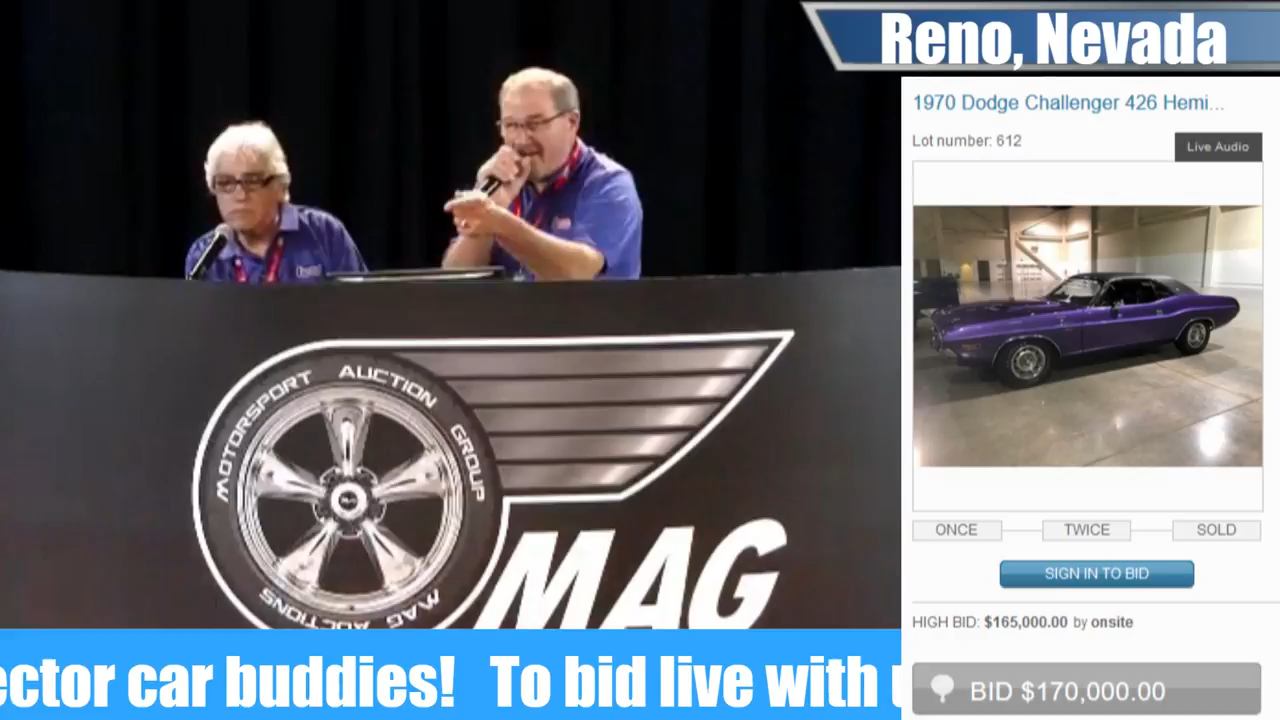 Reno, Nevada
1970 Dodge Challenger 426 Hemi...
Lot number: 612
Live Audio
MOTORSPORT AUCTION GROUP
MAG AUCTIONS
MAG
ONCE
TWICE
SOLD
SIGN IN TO BID
HIGH BID: $165,000.00 by onsite
ector car buddies! To bid live with
BID $170,000.00